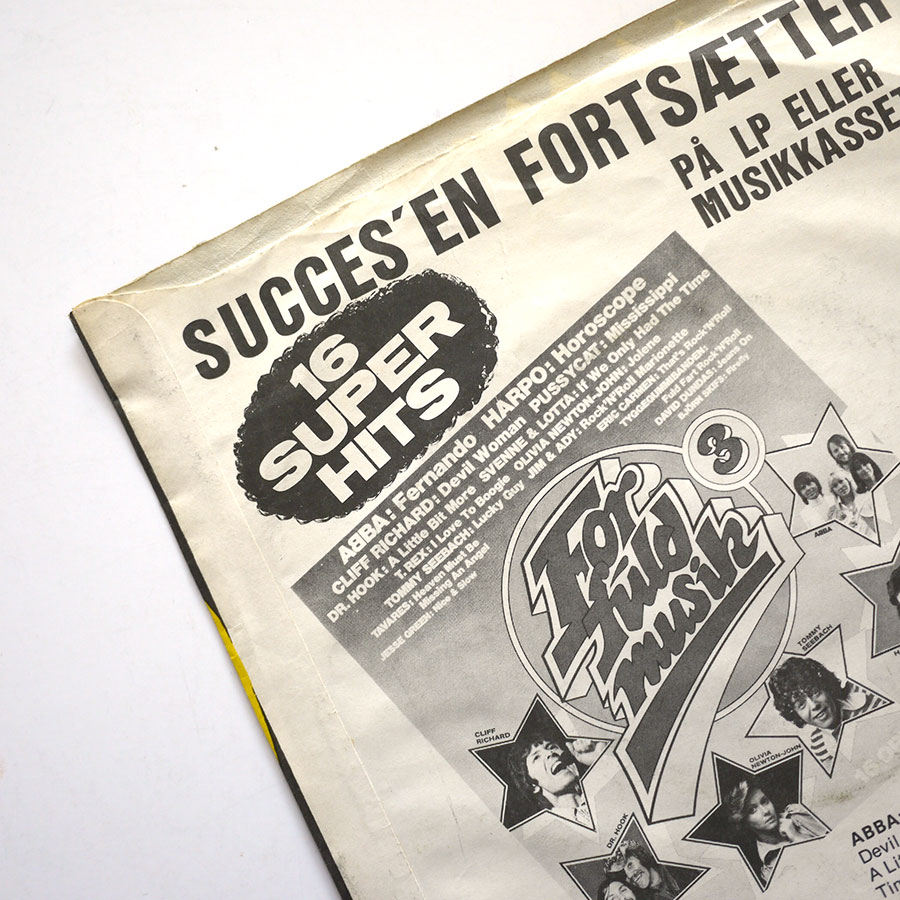 SUCCES'EN FORTSÆTTER
PÅ LP ELLER
16
SUPER
HITS
ABBA: Fernando HARPO: Horoscope
CLIFF RICHARD: Devil Woman PUSSYCAT: Mississippi
DR. HOOK: A Little Bit More SVENNE & LOTTA: If We Only Had The Time
T. REX: I Love To Boogie OLIVIA NEWTON-JOHN: Jolene
TOMMY SEEBACH: Lucky Guy JIM & ADY: Rock'N'Roll Marionette
TAVARES: Heaven Must Be
Missing An Angel
JESSE GREEN: Nice & Slow
ERIC CARMEN: That's Rock'N'Roll
TYGGEGUMMIBANDEN:
Fun Fart Rock'N'Roll
DAVID DUNDAS: Jeans On
BJÖRN SKIFS: Firefly
3
For
fuld
musik
ABBA
TOMMY
SEEBACH
CLIFF
RICHARD
OLIVIA
NEWTON-JOHN
DR. HOOK
ABBA:
Devil